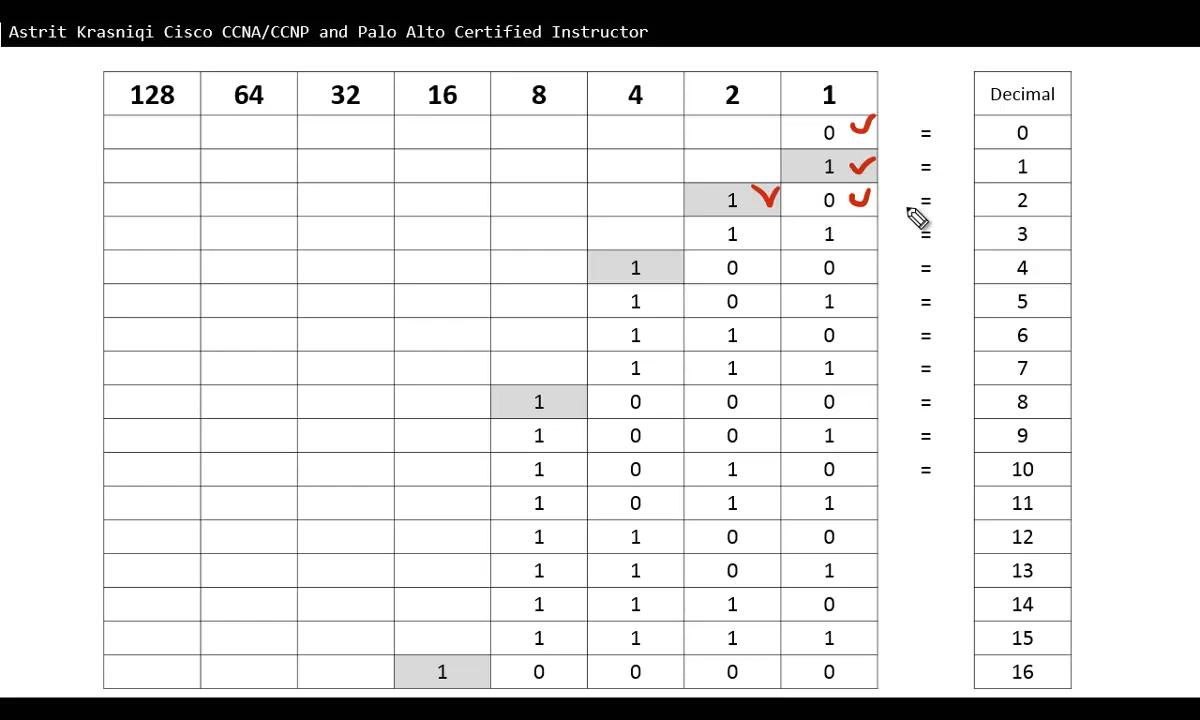 Astrit Krasniqi Cisco CCNA/CCNP and Palo Alto Certified Instructor
128 64 32 16 8 4 2 1 Decimal
0 = 0
1 = 1
1 0 = 2
1 1 = 3
1 0 0 = 4
1 0 1 = 5
1 1 0 = 6
1 1 1 = 7
1 0 0 0 = 8
1 0 0 1 = 9
1 0 1 0 = 10
1 0 1 1 11
1 1 0 0 12
1 1 0 1 13
1 1 1 0 14
1 1 1 1 15
1 0 0 0 0 16